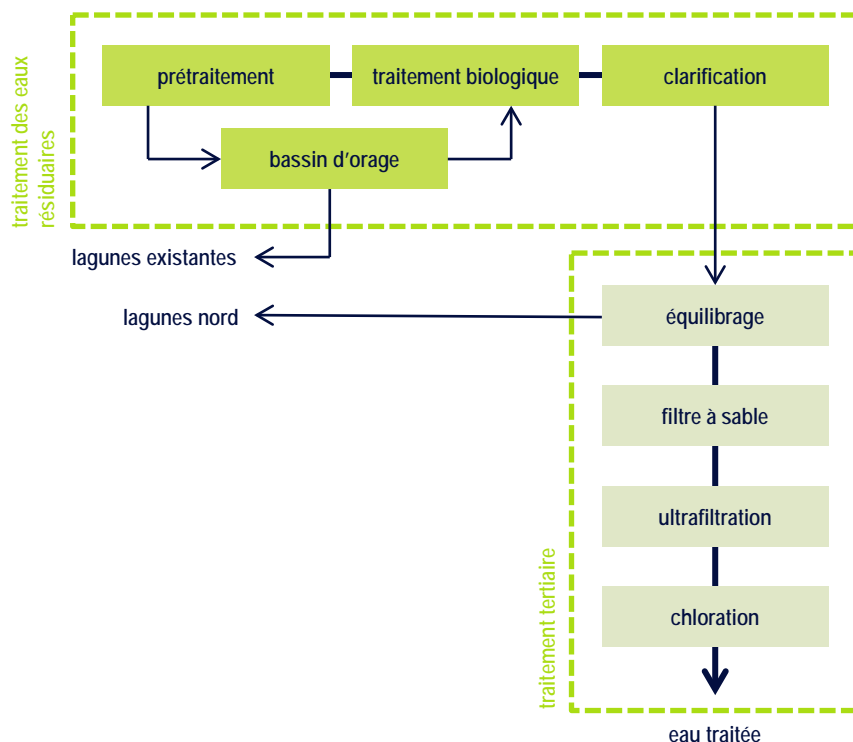 traitement des eaux
résiduaires
prétraitement
traitement biologique
clarification
bassin d'orage
lagunes existantes
lagunes nord
équilibrage
filtre à sable
ultrafiltration
chloration
traitement tertiaire
eau traitée